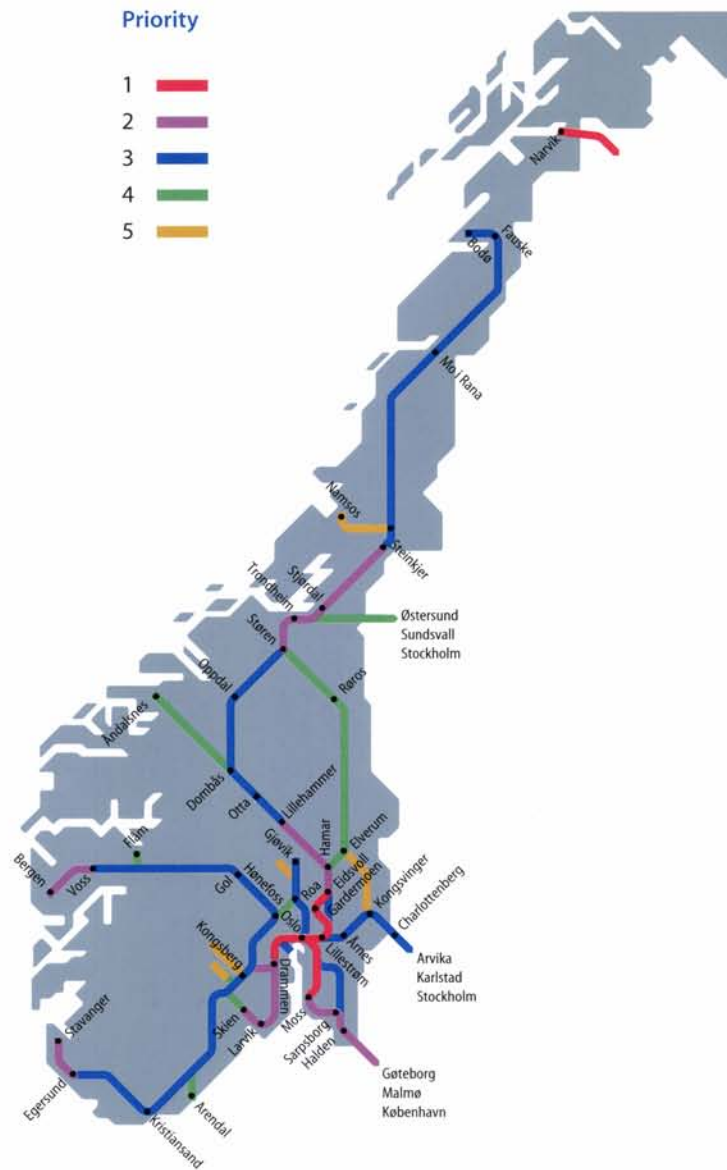 Priority
1
2
3
4
5
Narvik
Bodø
Fauske
Mo i Rana
Namsos
Steinkjer
Stjørdal
Trondheim
Støren
Østersund
Sundsvall
Stockholm
Oppdal
Røros
Åndalsnes
Dombås
Otta
Lillehammer
Hamar
Elverum
Gjøvik
Flåm
Bergen
Voss
Gol
Hønefoss
Roa
Eidsvoll
Gardermoen
Kongsvinger
Charlottenberg
Oslo
Lillestrøm
Årnes
Arvika
Karlstad
Stockholm
Kongsberg
Drammen
Skien
Larvik
Moss
Sarpsborg
Halden
Gøteborg
Malmø
København
Stavanger
Egersund
Kristiansand
Arendal